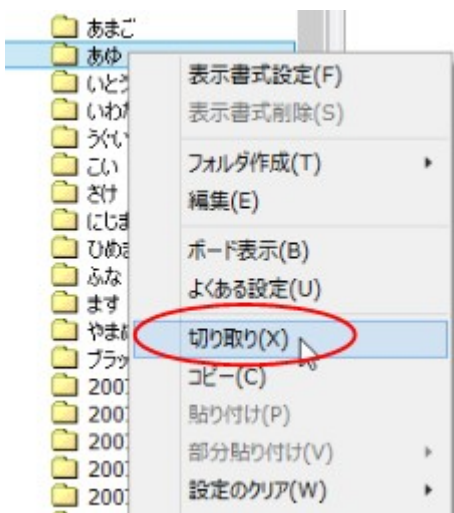 あまご
あゆ
表示書式設定(F)
表示書式削除(S)
うぐい
フォルダ作成(T)
こい
さけ
編集(E)
ボード表示(B)
ふな
よくある設定(U)
ます
切り取り(X)
コピー(C)
貼り付け(P)
部分貼り付け(V)
設定のクリア(W)